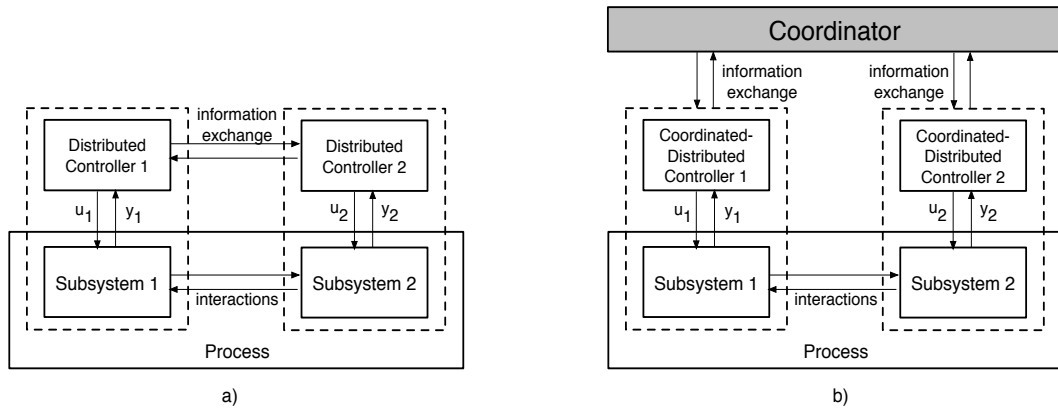 information
exchange
Distributed
Controller 1
Distributed
Controller 2
u1
y1
u2
y2
Subsystem 1
Subsystem 2
interactions
Process
a)
Coordinator
information
exchange
information
exchange
Coordinated-
Distributed
Controller 1
Coordinated-
Distributed
Controller 2
u1
y1
u2
y2
Subsystem 1
Subsystem 2
interactions
Process
b)